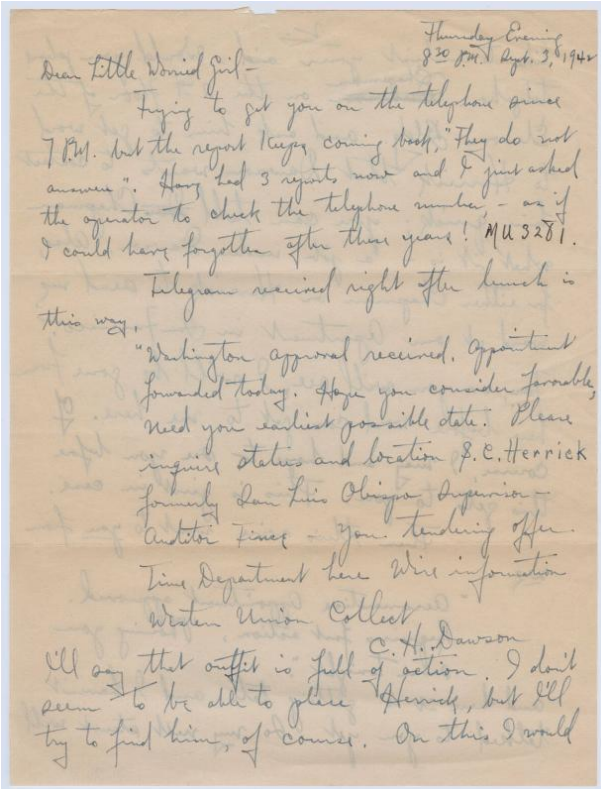 Thursday Evening
8 30 P.M. Sept. 3, 1942
Dear Little Worried Girl -
Trying to get you on the telephone since
7 P.M. but the report keeps coming back, "They do not
answer". Have had 3 reports now and I just asked
the operator to check the telephone number, - as if
I could have forgotten after these years! MU 3281.
Telegram received right after lunch is
this way,
"Washington approval received. Appointment
forwarded today. Hope you consider favorable,
need you earliest possible date. Please
inquire status and location S. C. Herrick
formerly San Luis Obispo Supervisor -
Auditor - You tendering offer
Time Department here Wire information
Western Union Collect
C. H. Dawson
I'll say that outfit is full of action. I don't
seem to be able to place Herrick, but I'll
try to find him, of course. On this I would